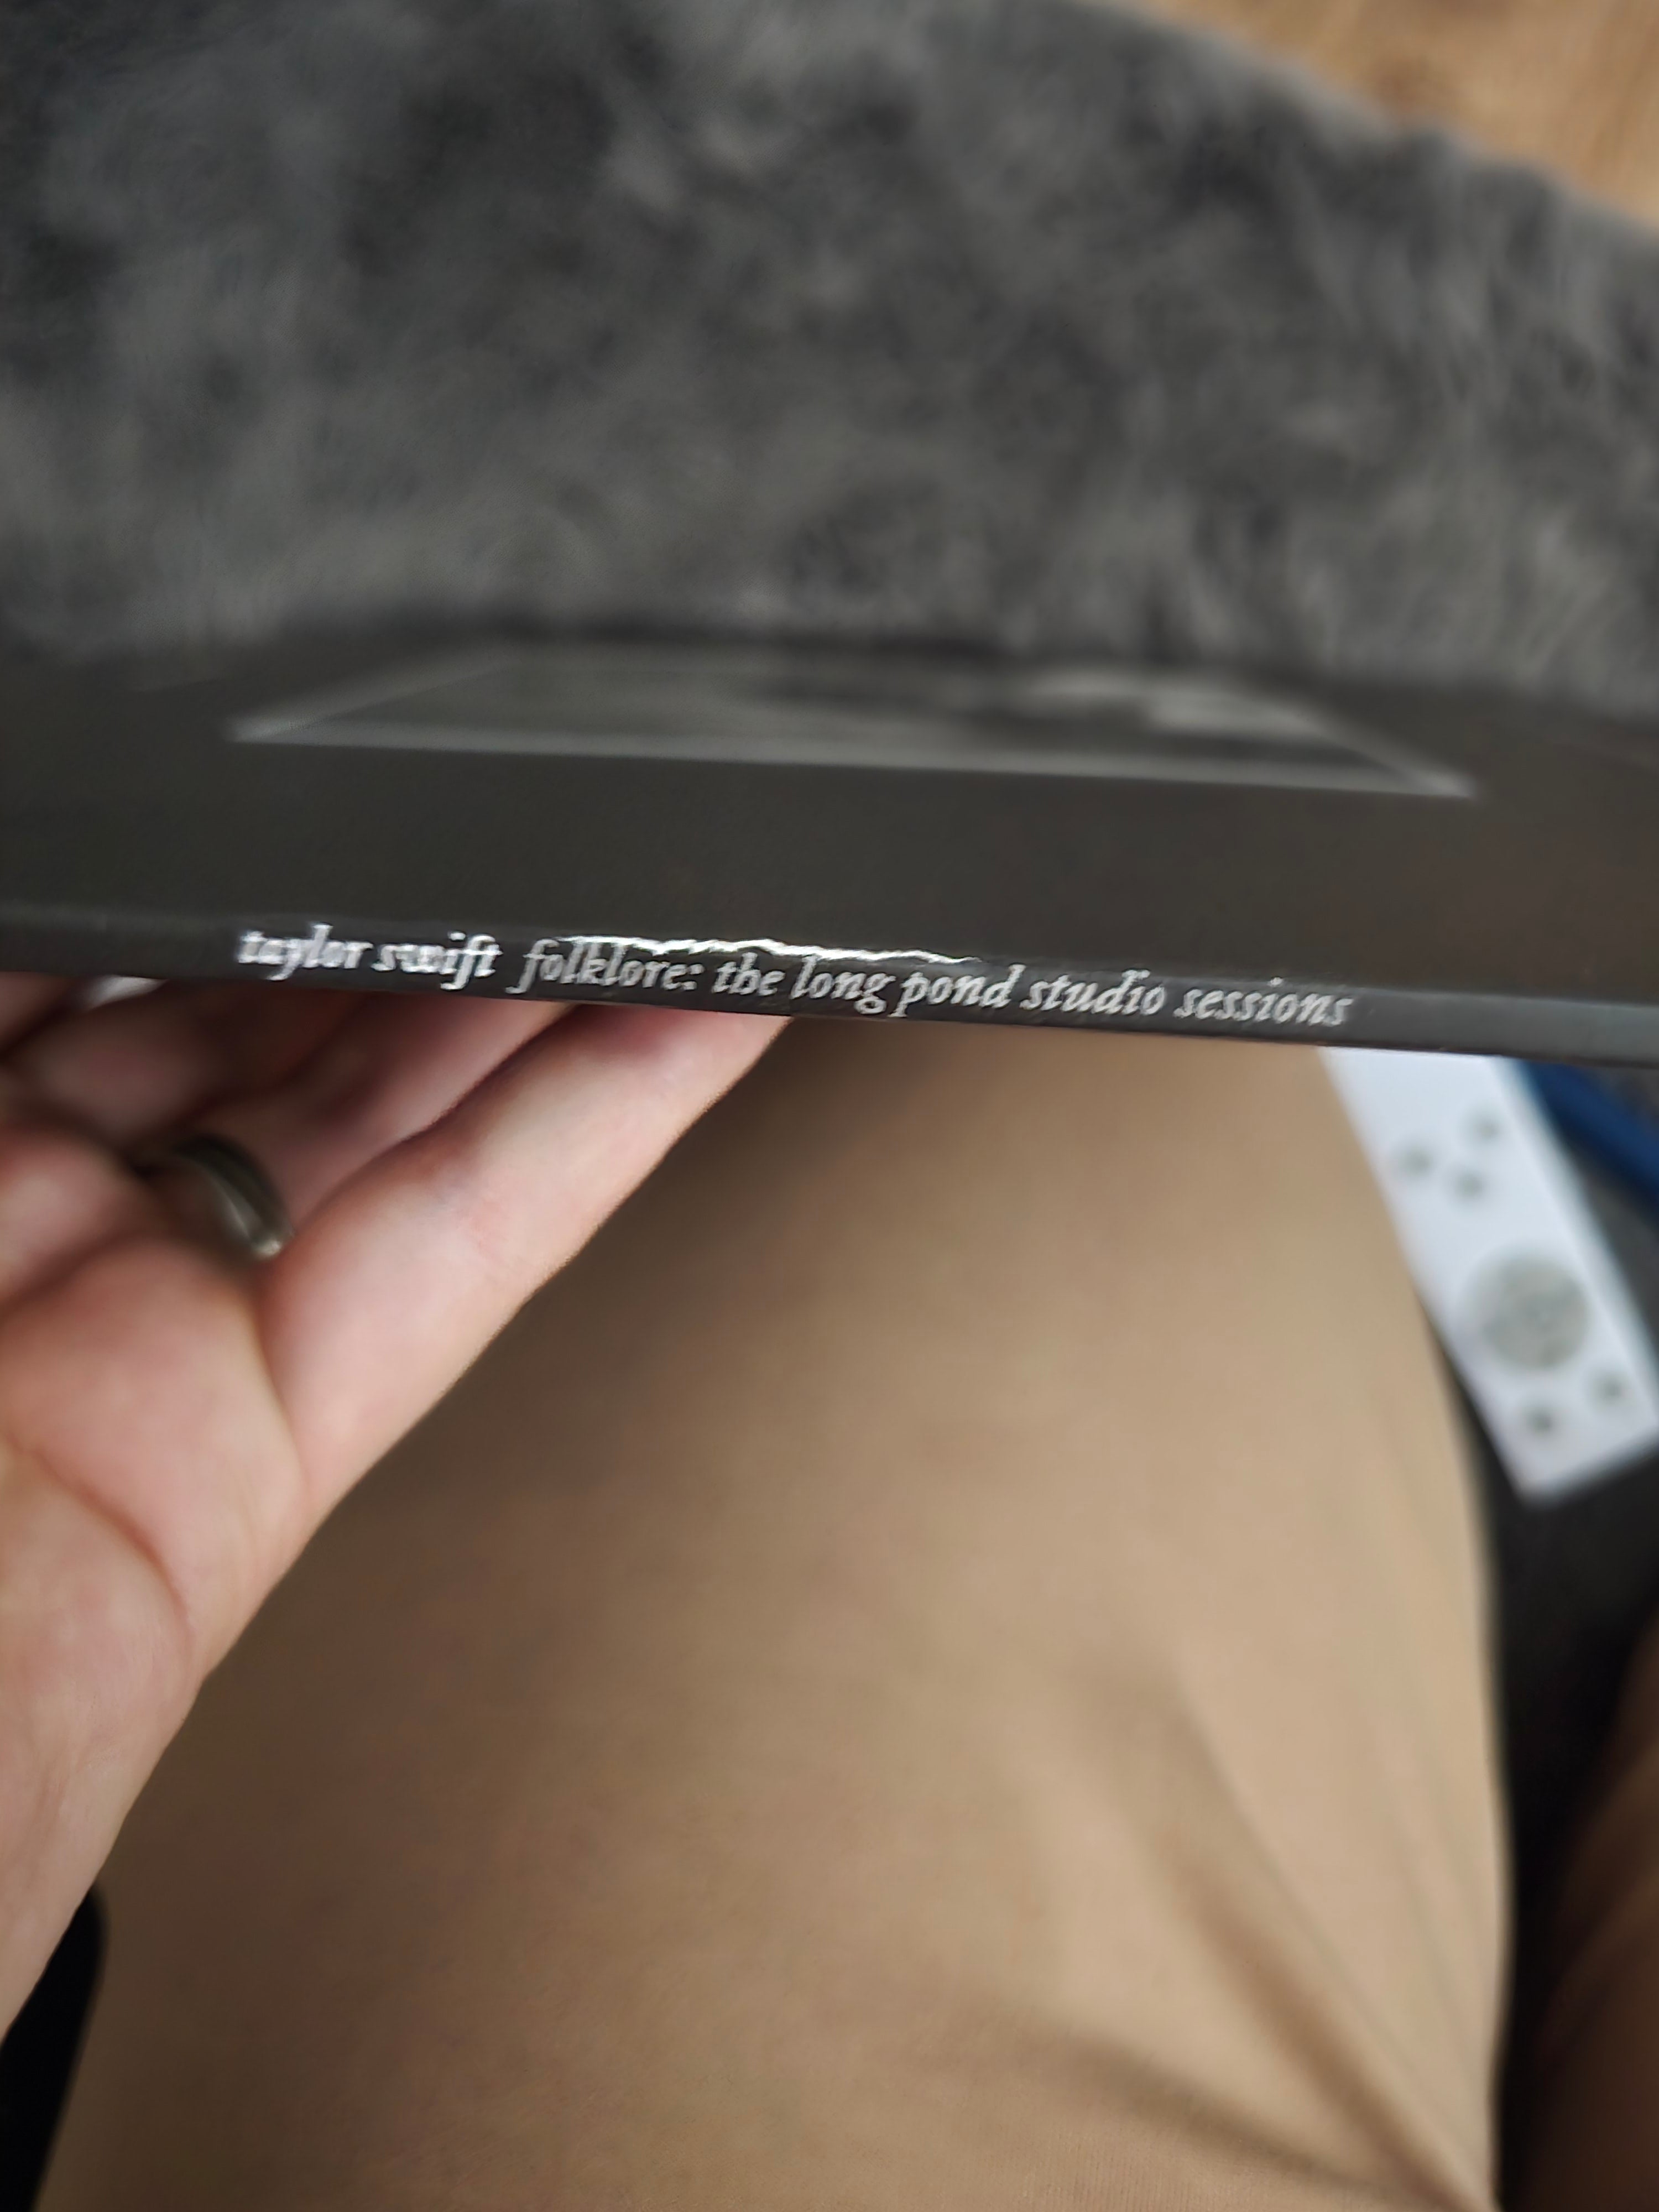 taylor swift folklore: the long pond studio sessions